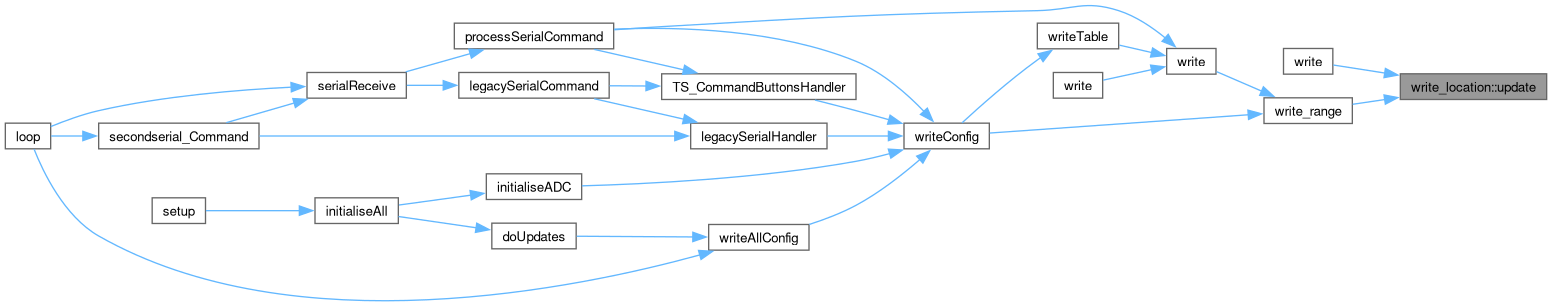 processSerialCommand
writeTable
write
write
serialReceive
legacySerialCommand
TS_CommandButtonsHandler
write
write_location::update
write_range
loop
secondserial_Command
legacySerialHandler
writeConfig
initialiseADC
setup
initialiseAll
doUpdates
writeAllConfig